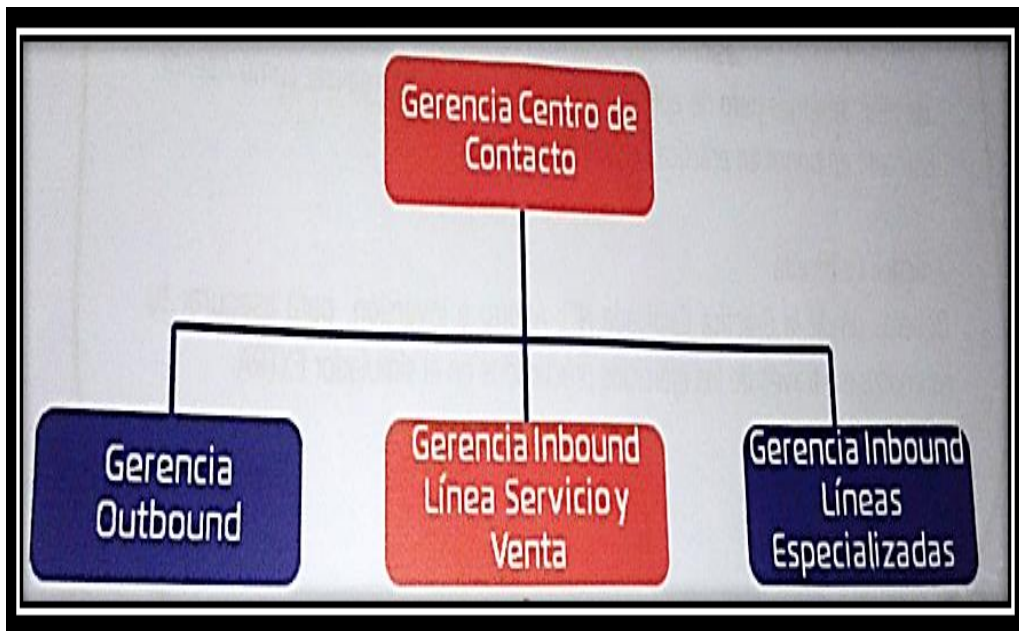 Gerencia Centro de
Contacto
Gerencia
Outbound
Gerencia Inbound
Línea Servicio y
Venta
Gerencia Inbound
Líneas
Especializadas